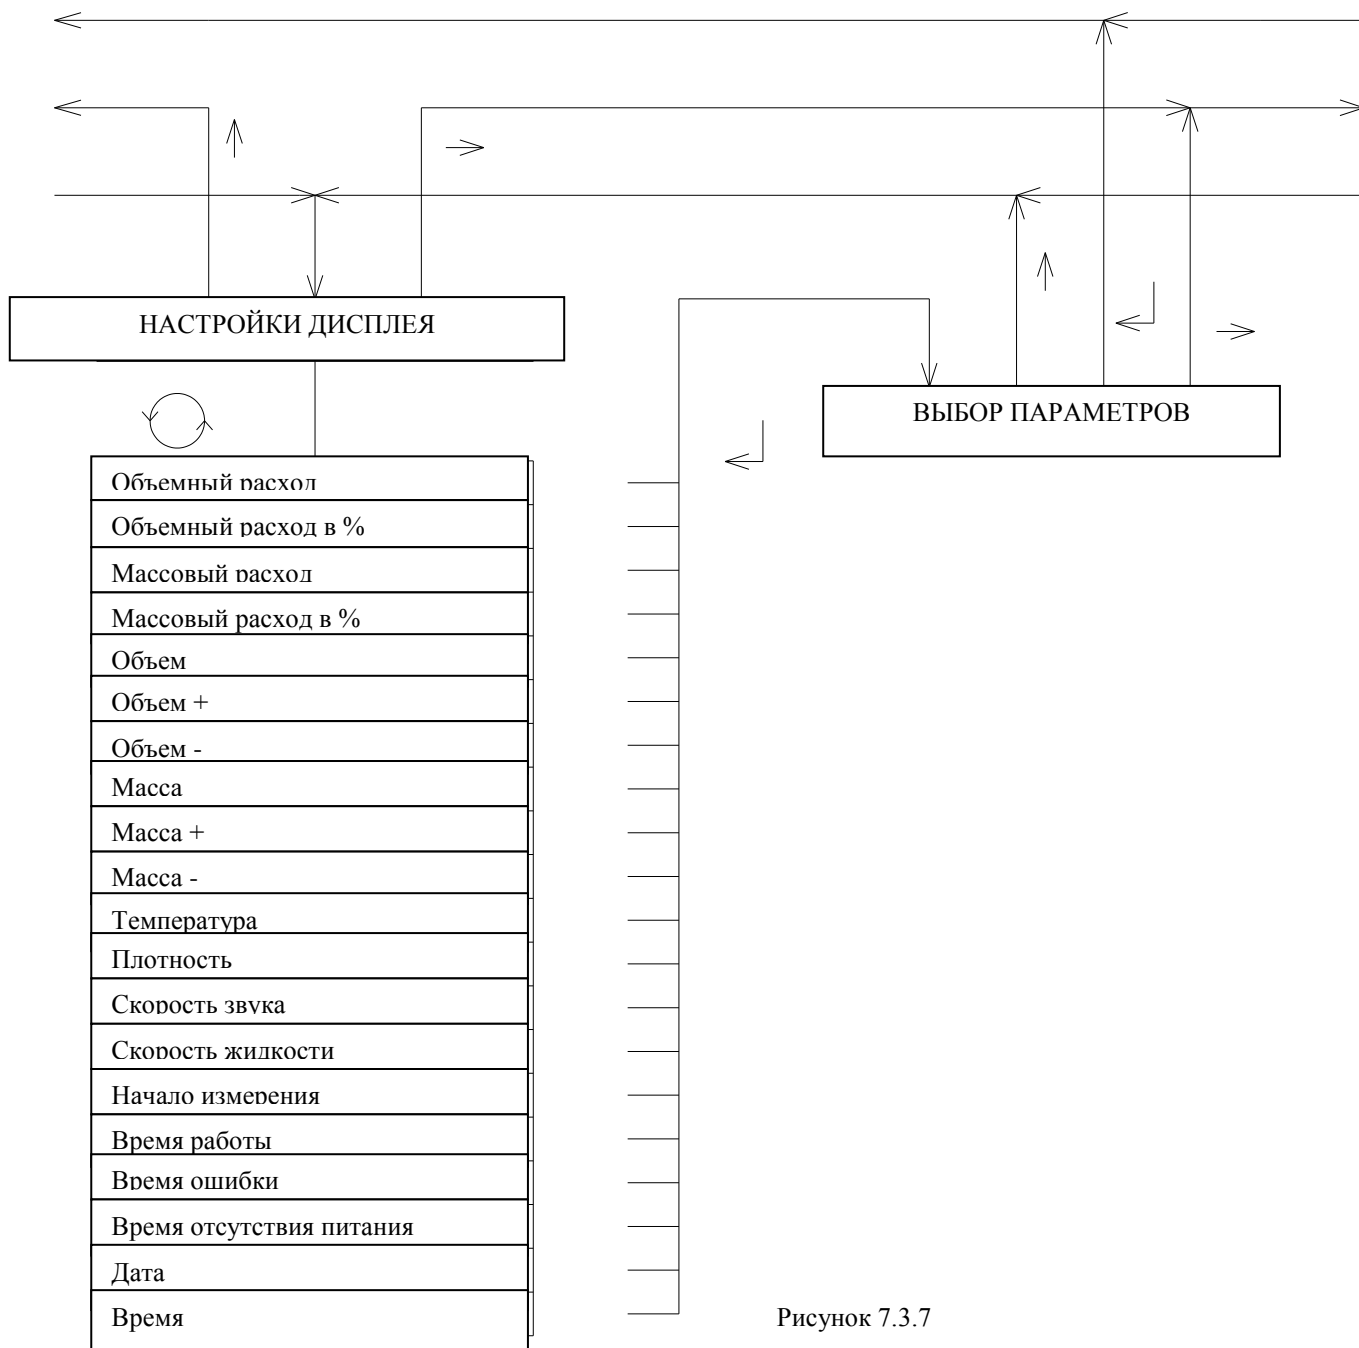 НАСТРОЙКИ ДИСПЛЕЯ
ВЫБОР ПАРАМЕТРОВ
Объемный расход
Объемный расход в %
Массовый расход
Массовый расход в %
Объем
Объем +
Объем -
Масса
Масса +
Масса -
Температура
Плотность
Скорость звука
Скорость жидкости
Начало измерения
Время работы
Время ошибки
Время отсутствия питания
Дата
Время
Рисунок 7.3.7